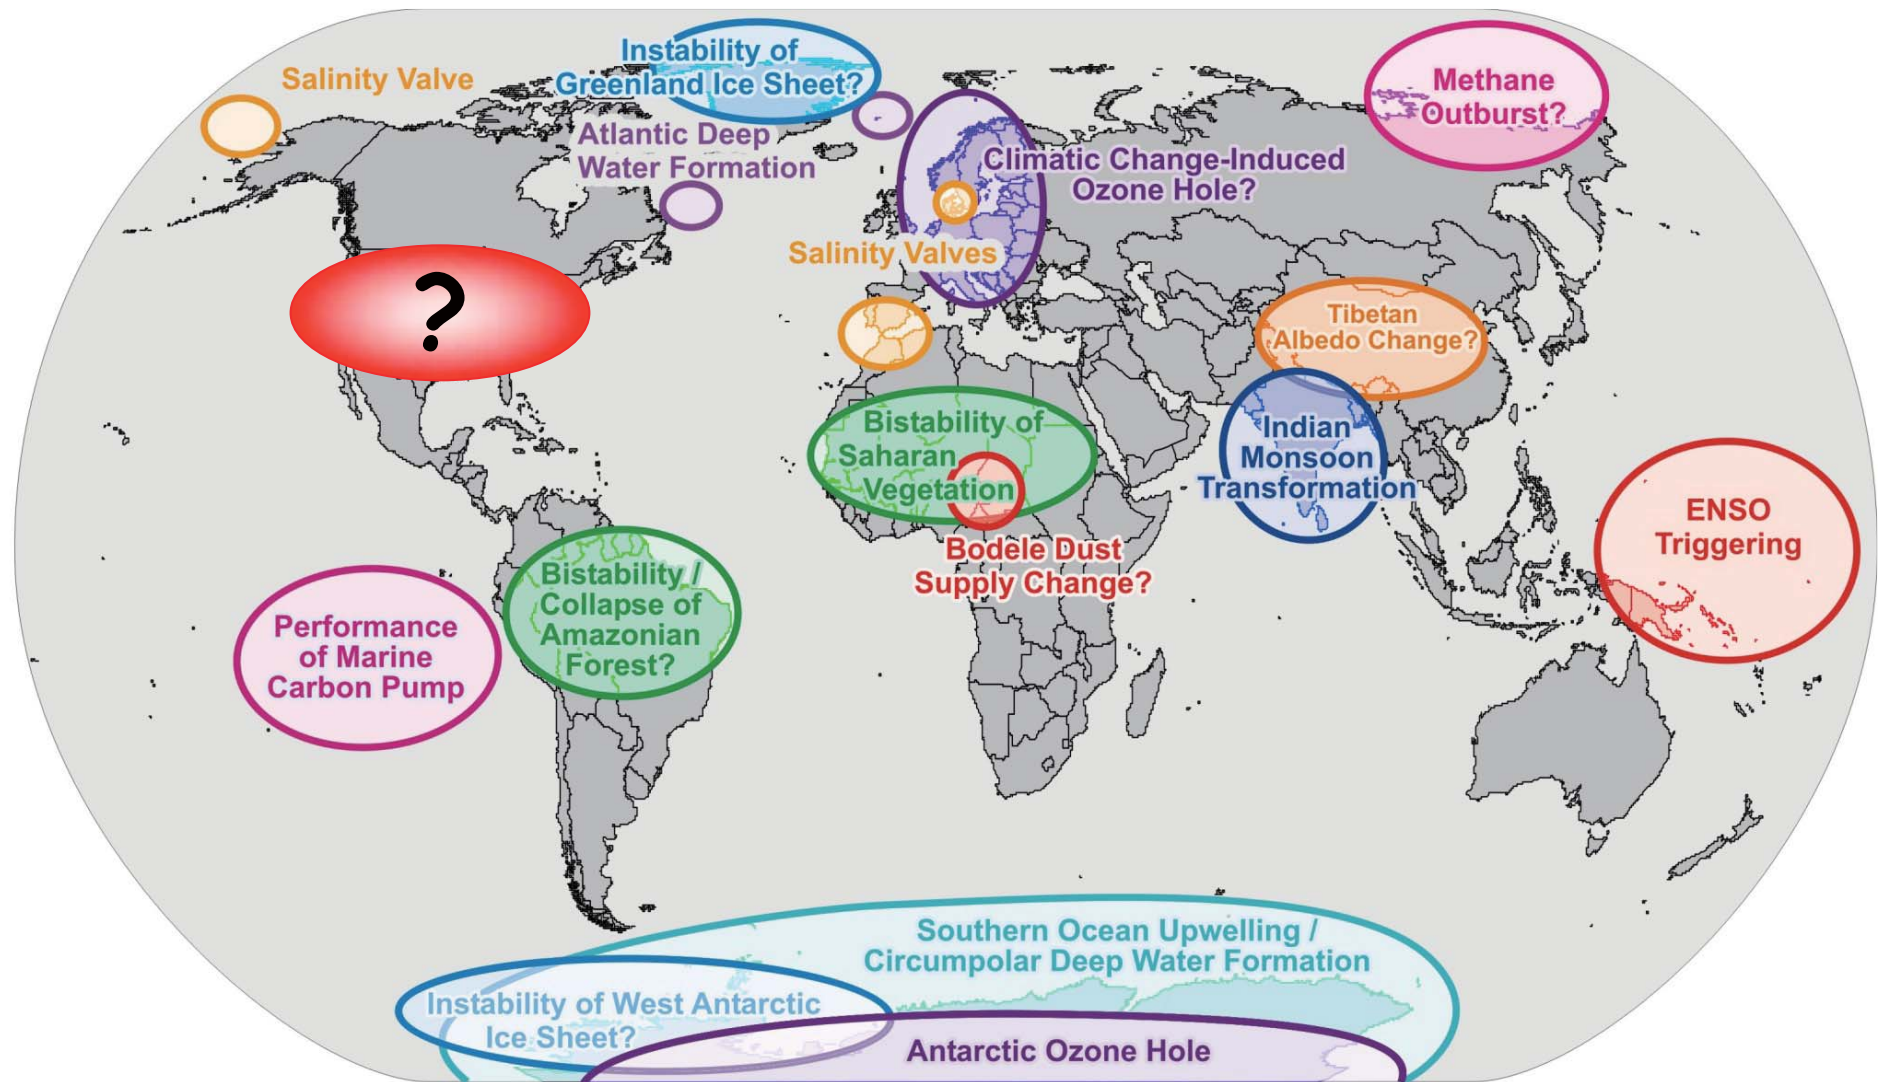 Instability of
Greenland Ice Sheet?
Salinity Valve
Methane
Outburst?
Atlantic Deep
Water Formation
Climatic Change-Induced
Ozone Hole?
Salinity Valves
?
Tibetan
Albedo Change?
Bistability of
Saharan
Vegetation
Indian
Monsoon
Transformation
ENSO
Triggering
Bodele Dust
Supply Change?
Bistability /
Collapse of
Amazonian
Forest?
Performance
of Marine
Carbon Pump
Southern Ocean Upwelling /
Circumpolar Deep Water Formation
Instability of West Antarctic
Ice Sheet?
Antarctic Ozone Hole